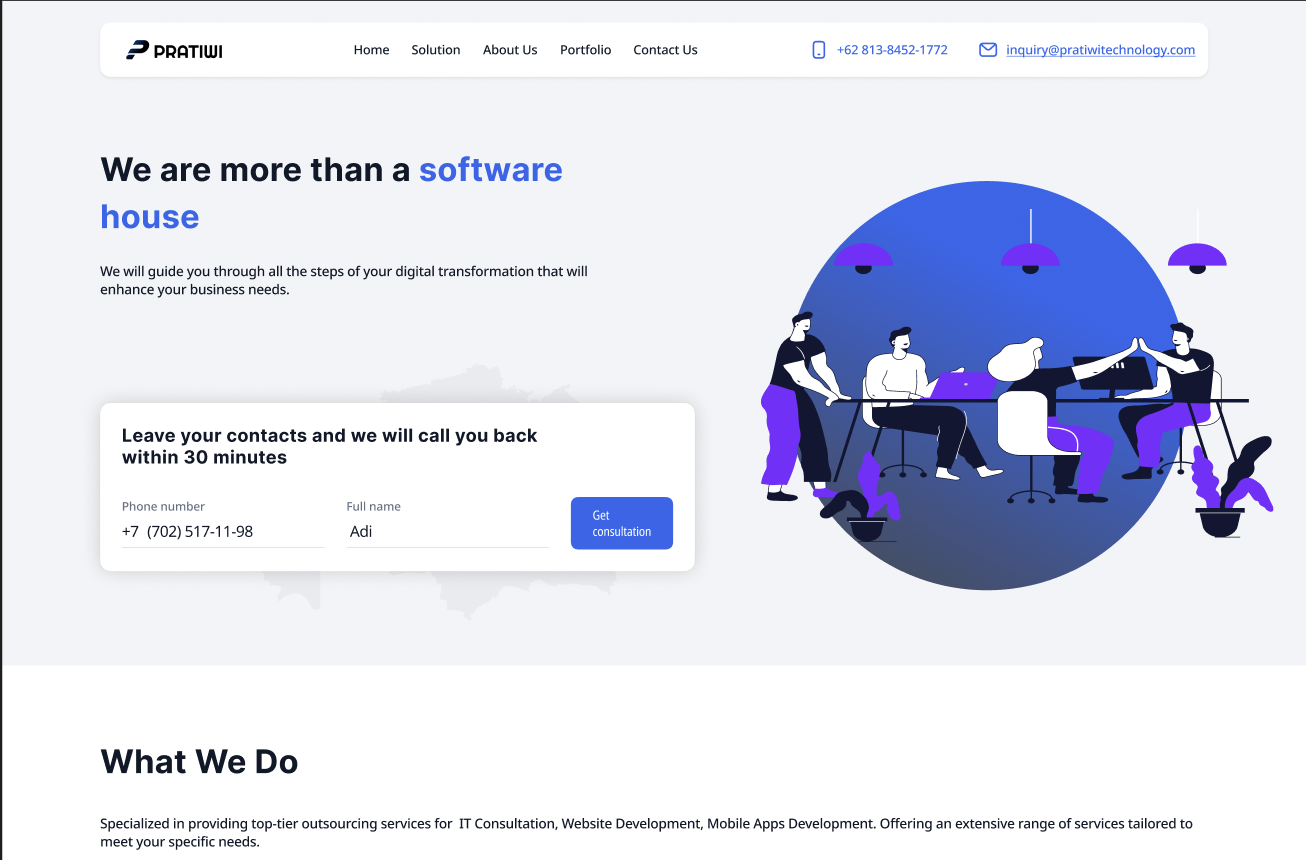 PRATIWI
Home
Solution
About Us
Portfolio
Contact Us
+62 813-8452-1772
inquiry@pratiwitechnology.com
We are more than a software
house
We will guide you through all the steps of your digital transformation that will
enhance your business needs.
Leave your contacts and we will call you back
within 30 minutes
Phone number
+7 (702) 517-11-98
Full name
Adi
Get
consultation
What We Do
Specialized in providing top-tier outsourcing services for IT Consultation, Website Development, Mobile Apps Development. Offering an extensive range of services tailored to
meet your specific needs.